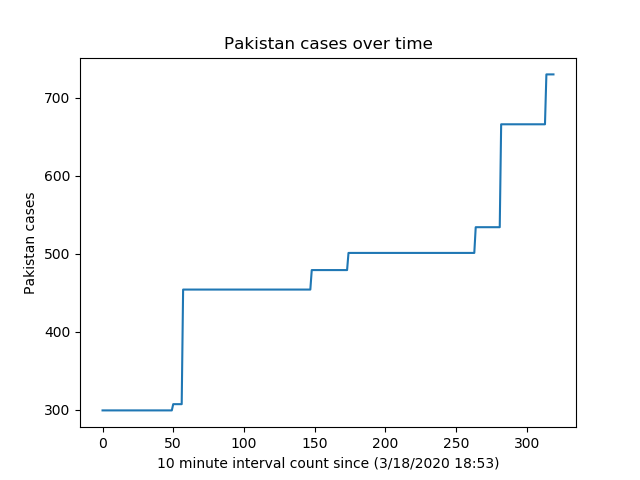 Pakistan cases over time
Pakistan cases
700
600
500
400
300
0 50 100 150 200 250 300
10 minute interval count since (3/18/2020 18:53)